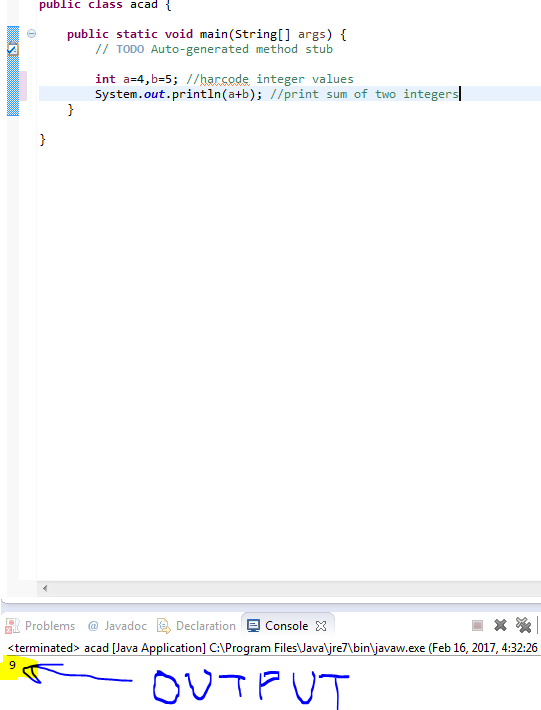 public class acad {
public static void main(String[] args) {
// TODO Auto-generated method stub
int a=4,b=5; //harcode integer values
System.out.println(a+b); //print sum of two integers
}
}
Problems @ Javadoc Declaration Console
<terminated> acad [Java Application] C:\Program Files\Java\jre7\bin\javaw.exe (Feb 16, 2017, 4:32:26
9
OUTPUT